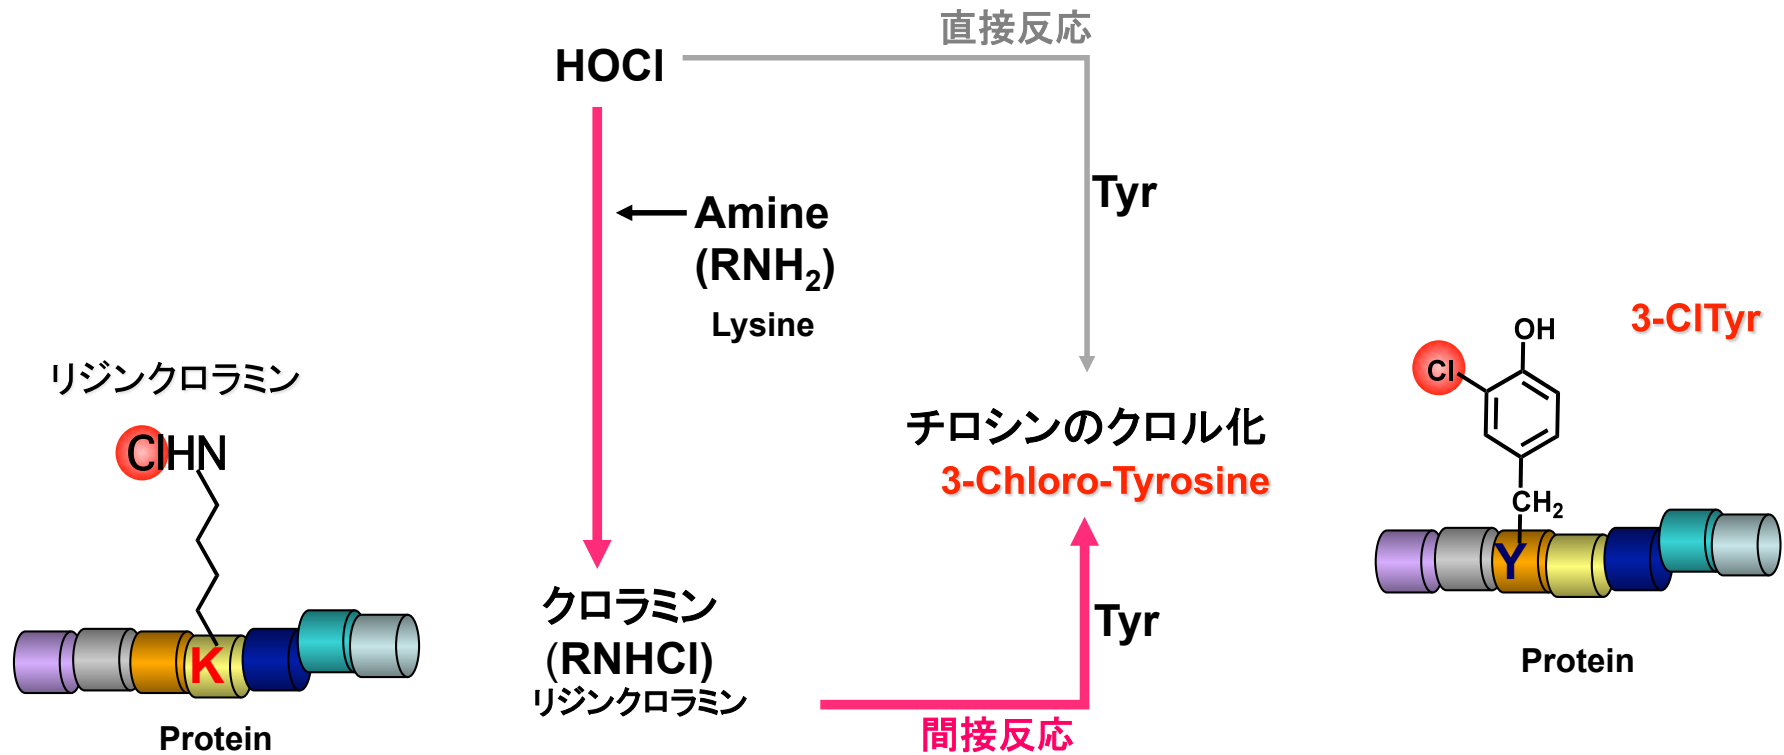 直接反応
HOCl
Tyr
Amine
(RNH₂)
Lysine
リジンクロラミン
ClHN
K
Protein
クロラミン
(RNHCl)
リジンクロラミン
間接反応
Tyr
チロシンのクロル化
3-Chloro-Tyrosine
3-ClTyr
OH
Cl
CH₂
Y
Protein